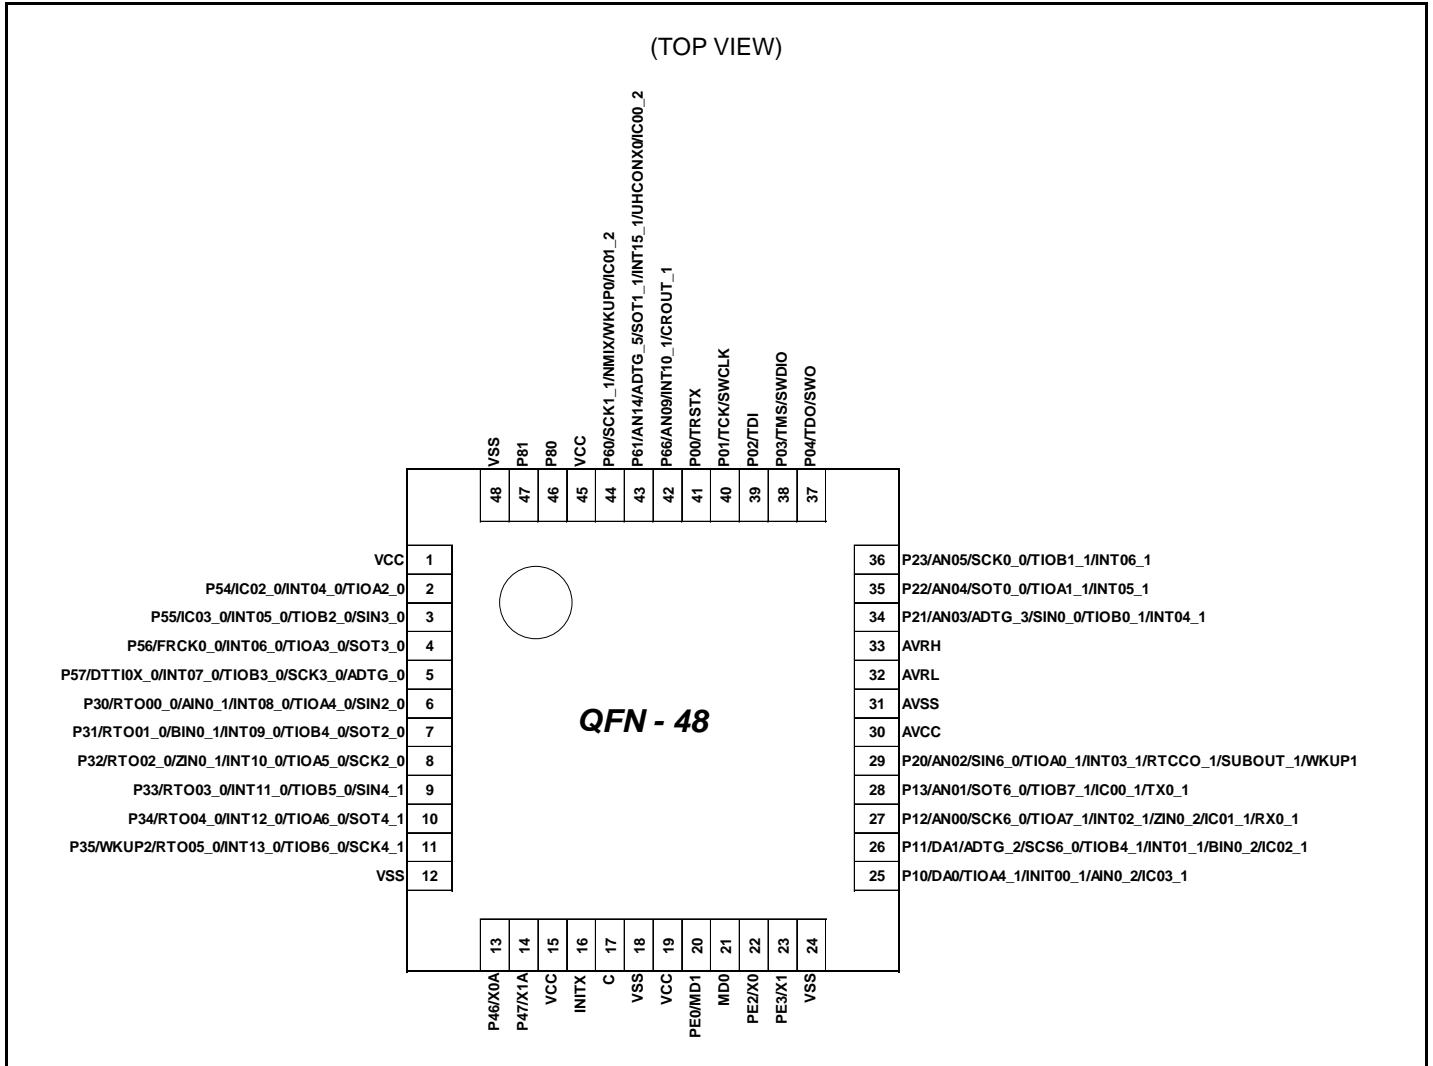 (TOP VIEW)
VSS
P81
P80
VCC
P60/SCK1_1/NMIX/WKUP0/IC01_2
P61/AN14/ADTG_5/SOT1_1/INT15_1/UHCONX0/IC00_2
P66/AN09/INT10_1/CROUT_1
P00/TRSTX
P01/TCK/SWCLK
P02/TDI
P03/TMS/SWDIO
P04/TDO/SWO
48 47 46 45 44 43 42 41 40 39 38 37
VCC 1
P54/IC02_0/INT04_0/TIOA2_0 2
P55/IC03_0/INT05_0/TIOB2_0/SIN3_0 3
P56/FRCK0_0/INT06_0/TIOA3_0/SOT3_0 4
P57/DTTI0X_0/INT07_0/TIOB3_0/SCK3_0/ADTG_0 5
P30/RTO00_0/AIN0_1/INT08_0/TIOA4_0/SIN2_0 6
P31/RTO01_0/BIN0_1/INT09_0/TIOB4_0/SOT2_0 7
P32/RTO02_0/ZIN0_1/INT10_0/TIOA5_0/SCK2_0 8
P33/RTO03_0/INT11_0/TIOB5_0/SIN4_1 9
P34/RTO04_0/INT12_0/TIOA6_0/SOT4_1 10
P35/WKUP2/RTO05_0/INT13_0/TIOB6_0/SCK4_1 11
VSS 12
QFN - 48
36 P23/AN05/SCK0_0/TIOB1_1/INT06_1
35 P22/AN04/SOT0_0/TIOA1_1/INT05_1
34 P21/AN03/ADTG_3/SIN0_0/TIOB0_1/INT04_1
33 AVRH
32 AVRL
31 AVSS
30 AVCC
29 P20/AN02/SIN6_0/TIOA0_1/INT03_1/RTCCO_1/SUBOUT_1/WKUP1
28 P13/AN01/SOT6_0/TIOB7_1/IC00_1/TX0_1
27 P12/AN00/SCK6_0/TIOA7_1/INT02_1/ZIN0_2/IC01_1/RX0_1
26 P11/DA1/ADTG_2/SCS6_0/TIOB4_1/INT01_1/BIN0_2/IC02_1
25 P10/DA0/TIOA4_1/INIT00_1/AIN0_2/IC03_1
13 14 15 16 17 18 19 20 21 22 23 24
P46/X0A
P47/X1A
VCC
INITX
C
VSS
VCC
PE0/MD1
MD0
PE2/X0
PE3/X1
VSS